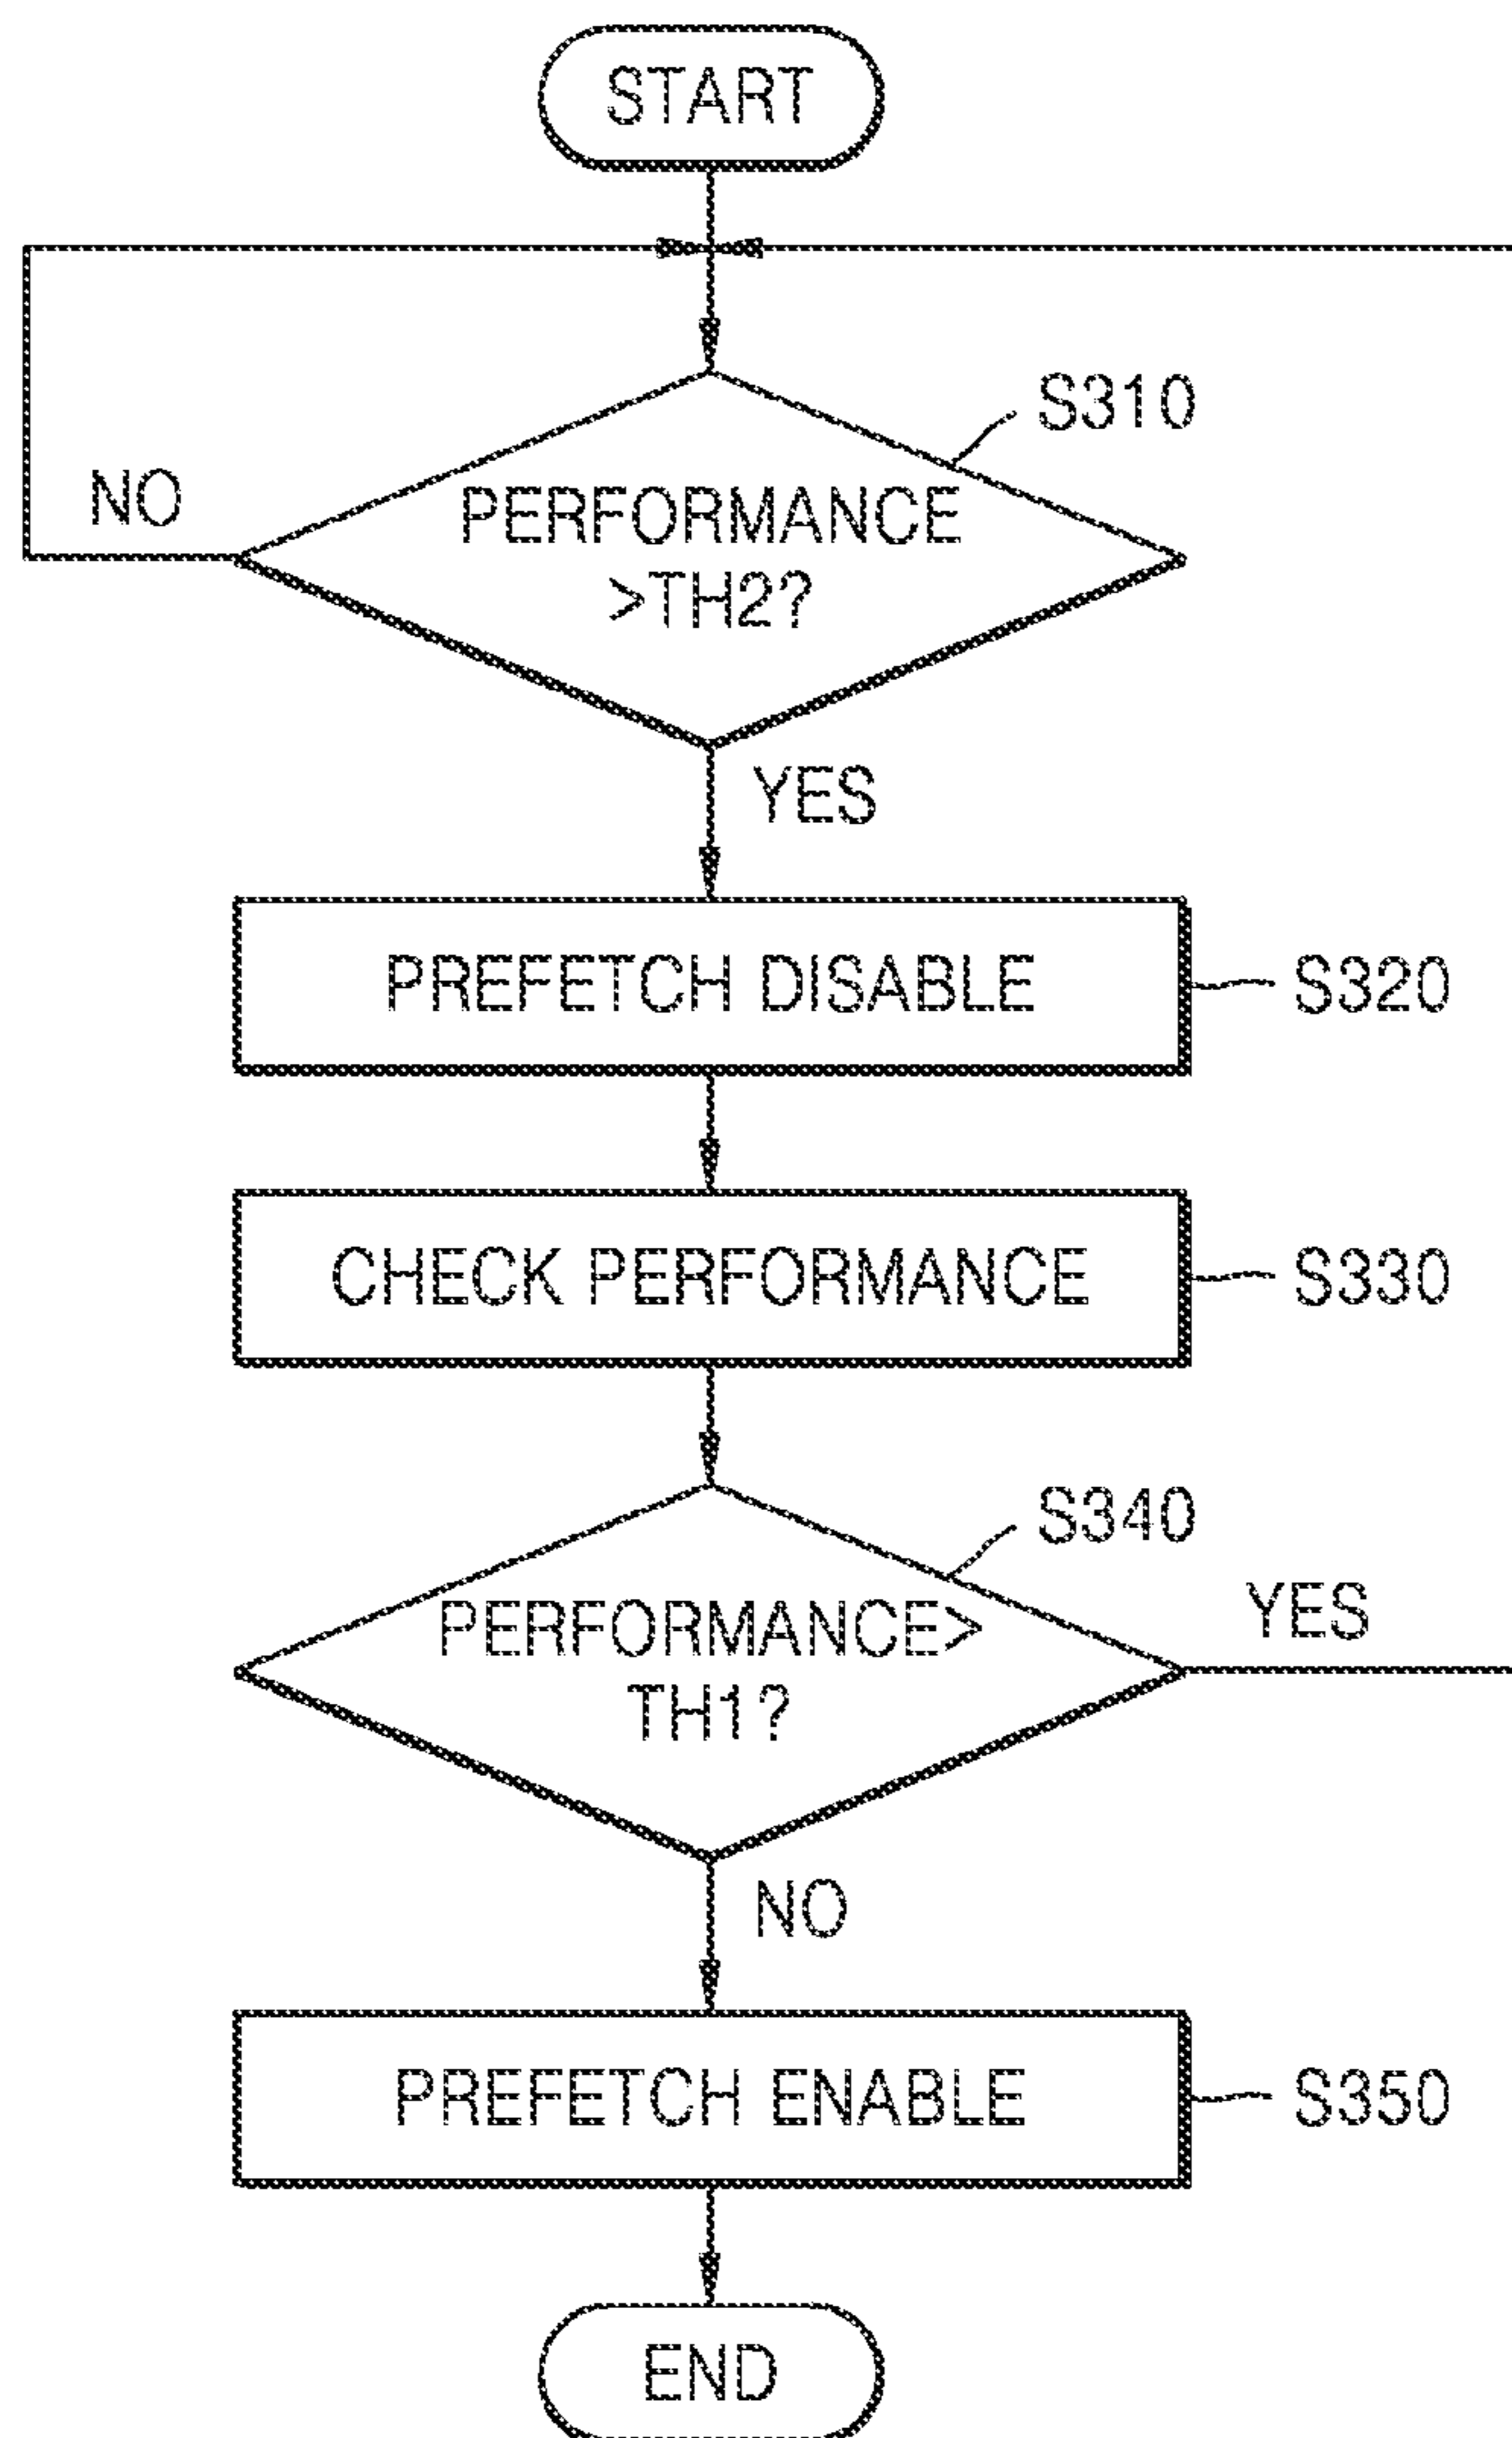 START
S310
NO
PERFORMANCE
>TH2?
YES
PREFETCH DISABLE
S320
CHECK PERFORMANCE
S330
S340
YES
PERFORMANCE>
TH1?
NO
PREFETCH ENABLE
S350
END